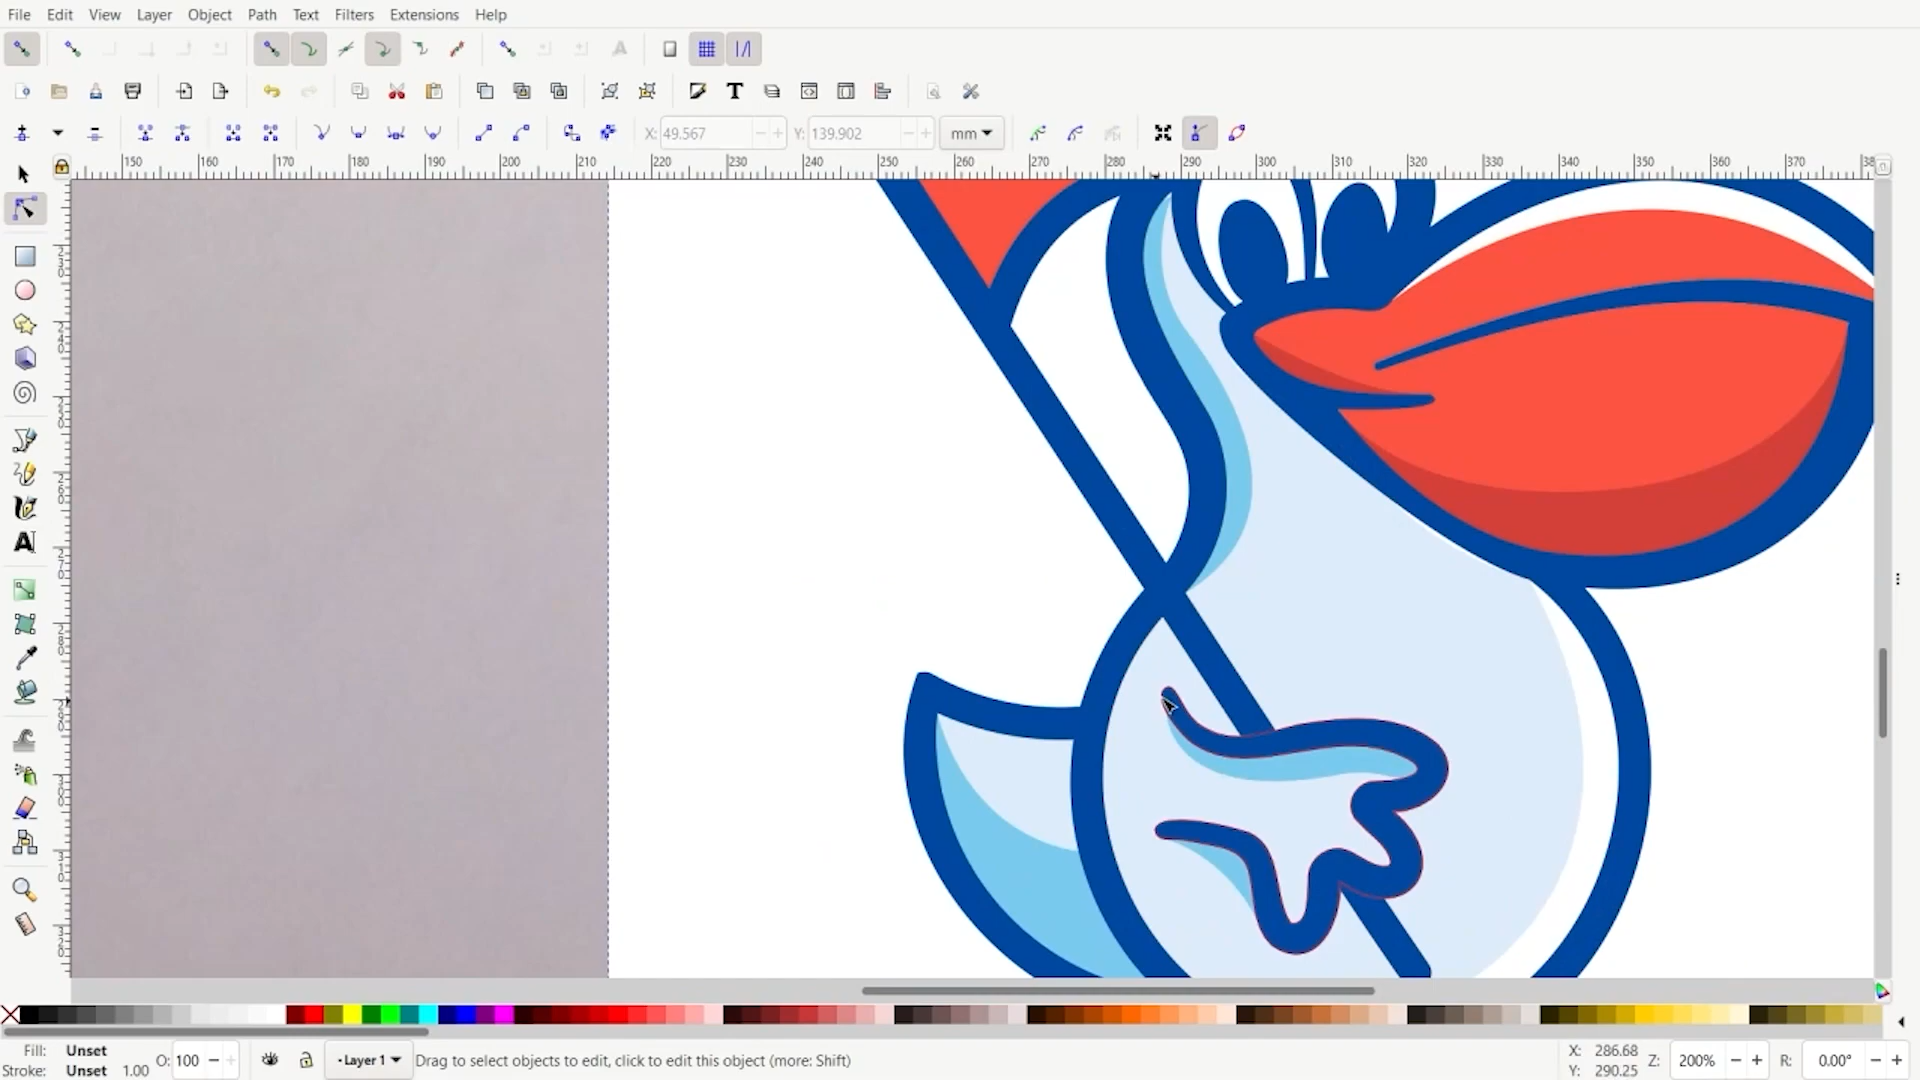 File Edit View Layer Object Path Text Filters Extensions Help
X: 49.567 Y: 139.902 mm
150 160 170 180 190 200 210 220 230 240 250 260 270 280 290 300 310 320 330 340 350 360 370 38
Fill: Unset O: 100 Layer 1 Drag to select objects to edit, click to edit this object (more: Shift) X: 286.68 Z: 200% R: 0.00°
Stroke: Unset 1.00 Y: 290.25